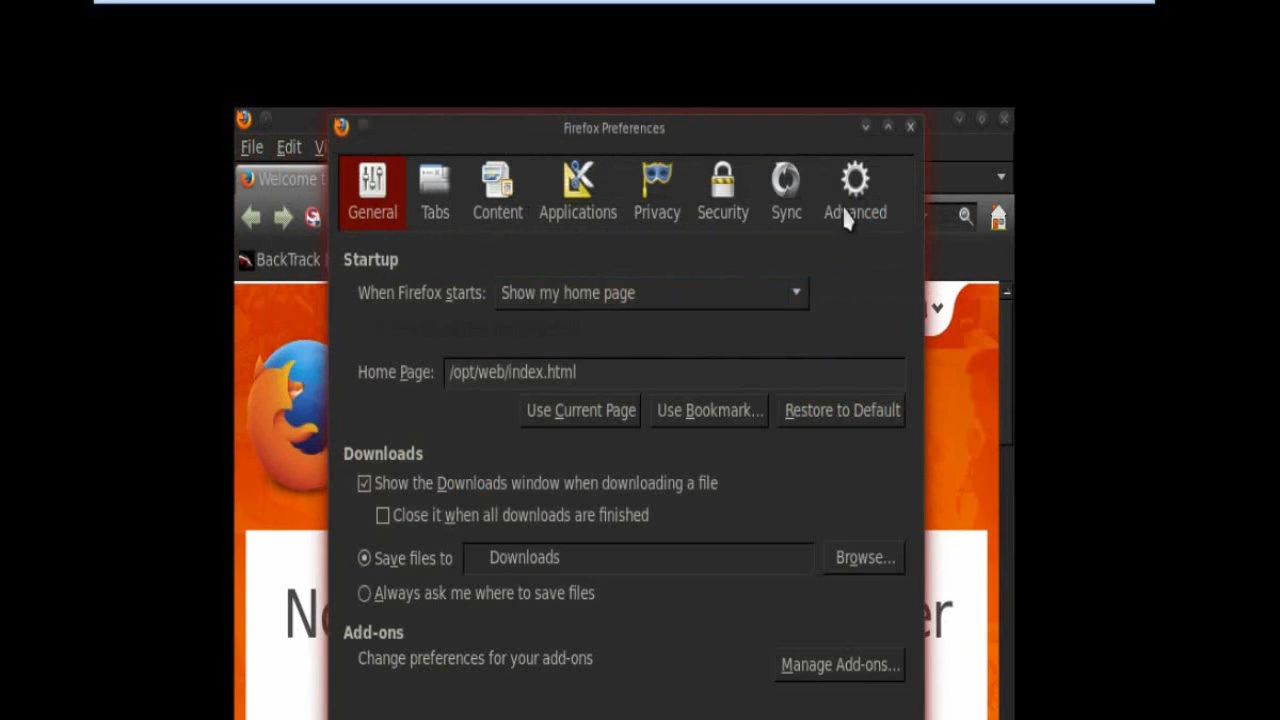 Firefox Preferences
File Edit
Welcome
General Tabs Content Applications Privacy Security Sync Advanced
BackTrack
Startup
When Firefox starts: Show my home page
Home Page: /opt/web/index.html
Use Current Page Use Bookmark... Restore to Default
Downloads
Show the Downloads window when downloading a file
Close it when all downloads are finished
Save files to Downloads Browse...
Always ask me where to save files
Add-ons
Change preferences for your add-ons
Manage Add-ons...